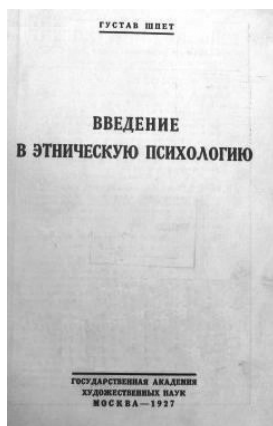 ГУСТАВ ШПЕТ
ВВЕДЕНИЕ
В ЭТНИЧЕСКУЮ ПСИХОЛОГИЮ
ГОСУДАРСТВЕННАЯ АКАДЕМИЯ
ХУДОЖЕСТВЕННЫХ НАУК
МОСКВА—1927